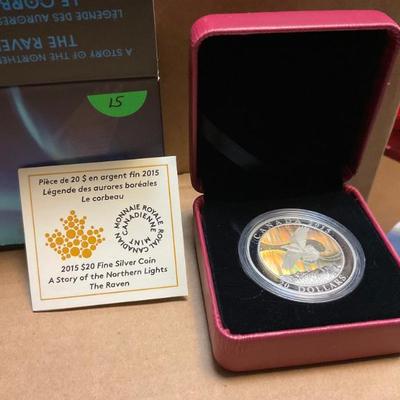 LE CORBEAU
LÉGENDE DES AURORES
THE RAVEN
A STORY OF THE NORTHERN
15
Pièce de 20 $ en argent fin 2015
Légende des aurores boréales
Le corbeau
MONNAIE ROYALE CANADIENNE
ROYAL CANADIAN MINT
2015 $20 Fine Silver Coin
A Story of the Northern Lights
The Raven
CANADA 2015
20 DOLLARS